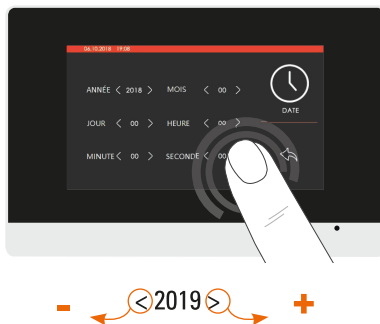 06.10.2018 19:08
ANNÉE < 2018 > MOIS < 00 >
DATE
JOUR < 00 > HEURE < 00 >
MINUTE < 00 > SECONDE < 00
- < 2019 > +